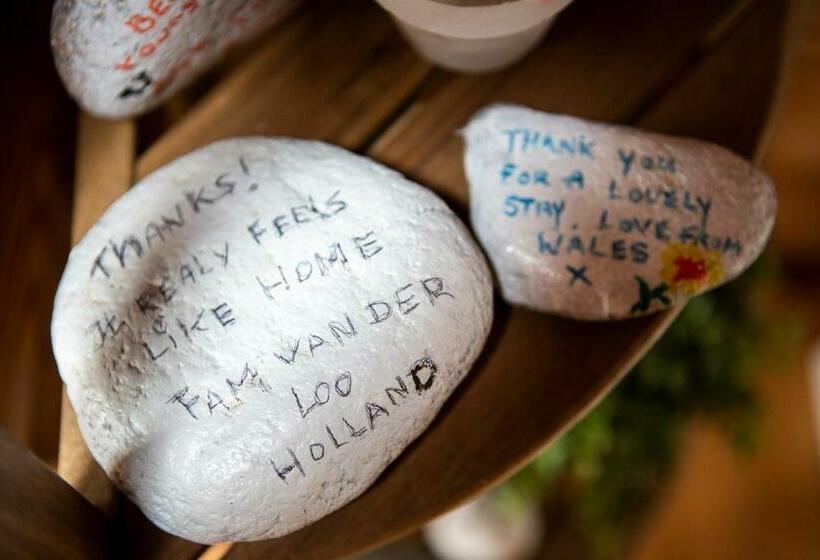 THANKS!
It REALY FEELS
LIKE HOME
FAM VAN DER
LOO
HOLLAND
THANK YOU
FOR A LOVELY
STAY. LOVE FROM
WALES
X